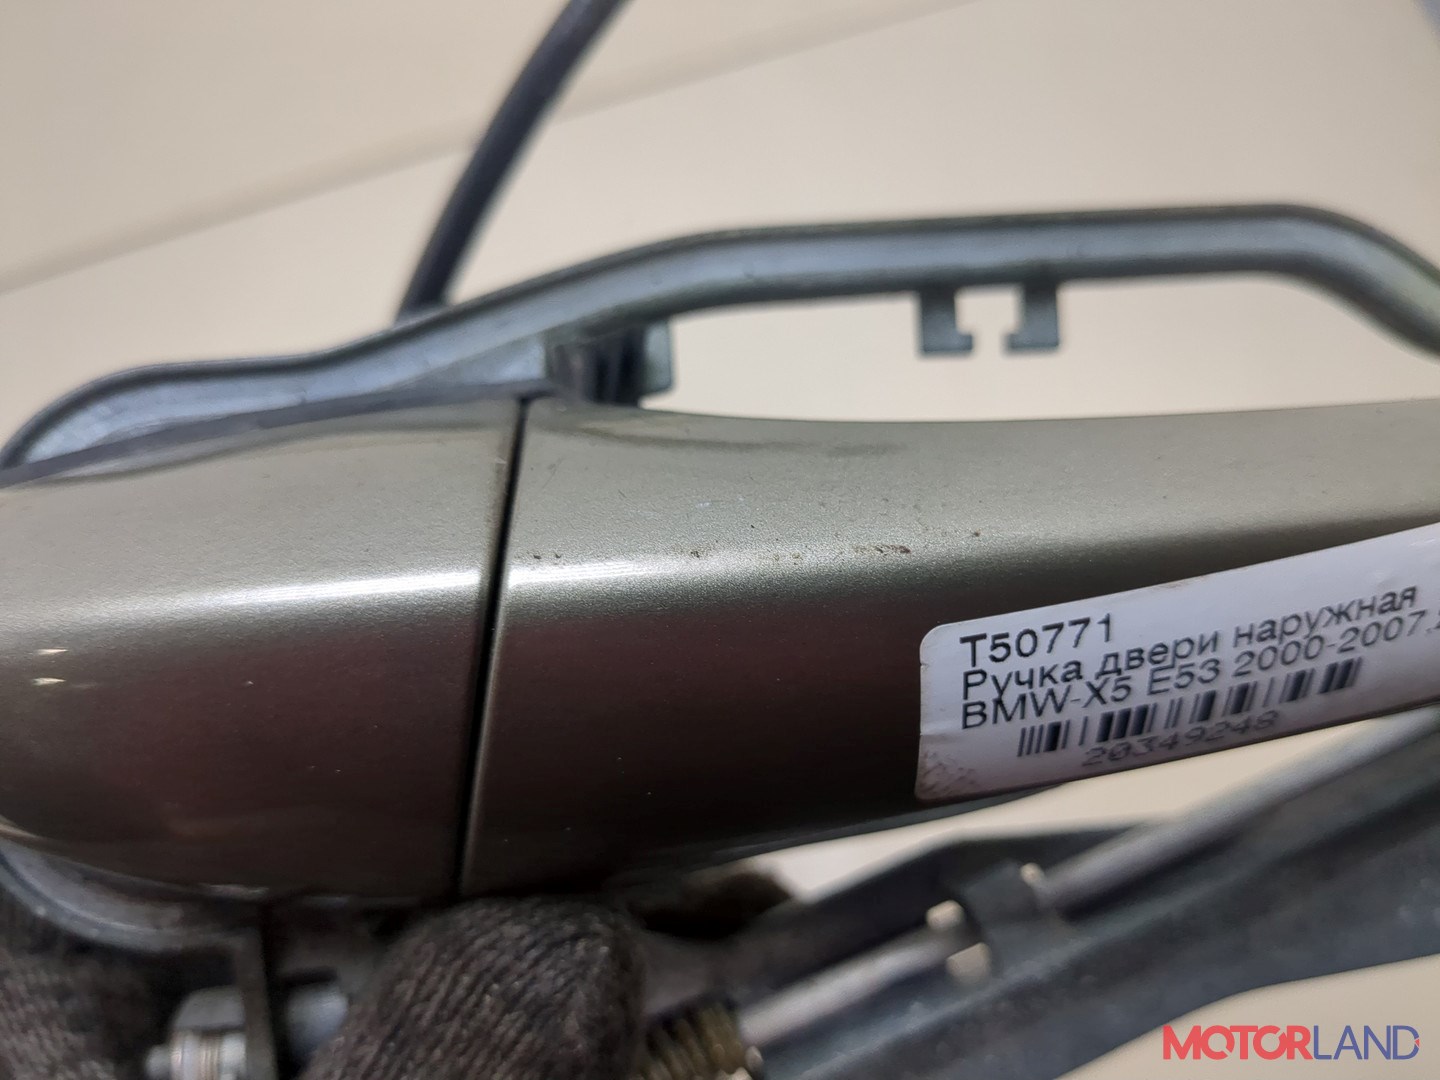 T50771
Ручка двери наружная
BMW-X5 E53 2000-2007,
20349248
MOTORLAND